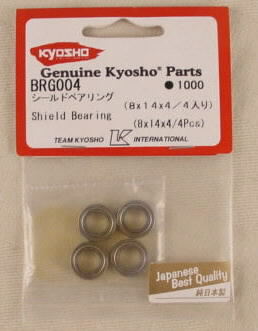 KYOSHO
Genuine Kyosho® Parts
BRG004 ●1000
シールドベアリング (8x14x4/4入り)
Shield Bearing (8x14x4/4Pcs)
TEAM KYOSHO K INTERNATIONAL
Japanese
Best Quality
純日本製